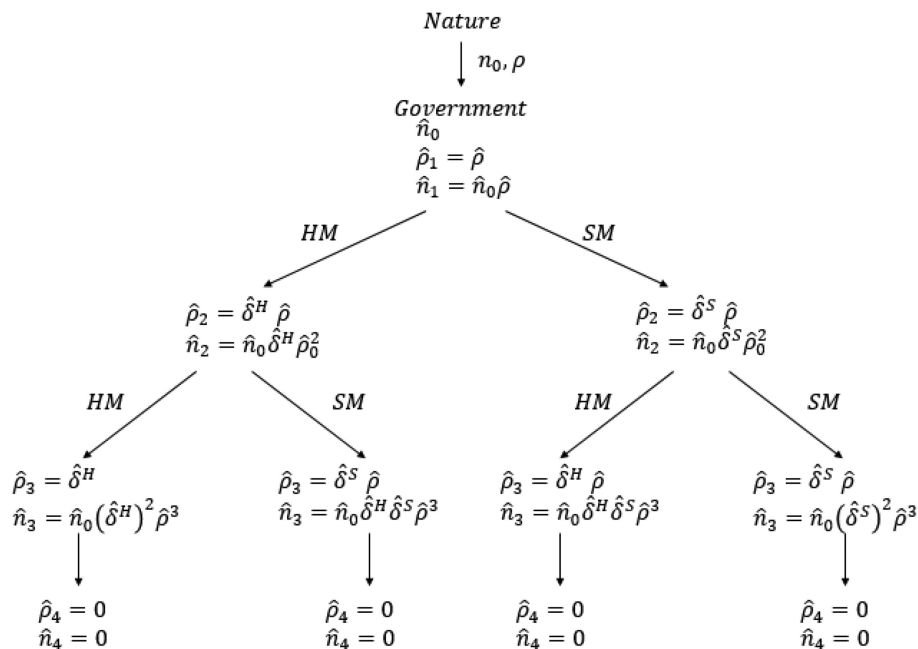 Nature
n₀, ρ
Government
n̂₀
ρ̂₁ = ρ̂
n̂₁ = n̂₀ρ̂
HM SM
ρ̂₂ = δ̂ᴴ ρ̂ ρ̂₂ = δ̂ˢ ρ̂
n̂₂ = n̂₀δ̂ᴴρ̂₀² n̂₂ = n̂₀δ̂ˢρ̂₀²
HM SM HM SM
ρ̂₃ = δ̂ᴴ ρ̂₃ = δ̂ˢ ρ̂ ρ̂₃ = δ̂ᴴ ρ̂ ρ̂₃ = δ̂ˢ ρ̂
n̂₃ = n̂₀(δ̂ᴴ)²ρ̂³ n̂₃ = n̂₀δ̂ᴴδ̂ˢρ̂³ n̂₃ = n̂₀δ̂ᴴδ̂ˢρ̂³ n̂₃ = n̂₀(δ̂ˢ)²ρ̂³
ρ̂₄ = 0 ρ̂₄ = 0 ρ̂₄ = 0 ρ̂₄ = 0
n̂₄ = 0 n̂₄ = 0 n̂₄ = 0 n̂₄ = 0